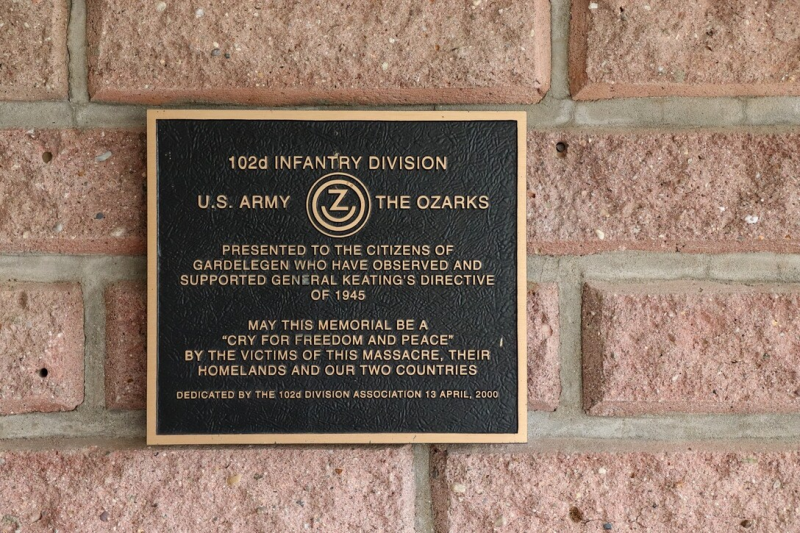 102d INFANTRY DIVISION
U.S. ARMY Z THE OZARKS
PRESENTED TO THE CITIZENS OF
GARDELEGEN WHO HAVE OBSERVED AND
SUPPORTED GENERAL KEATING'S DIRECTIVE
OF 1945
MAY THIS MEMORIAL BE A
"CRY FOR FREEDOM AND PEACE"
BY THE VICTIMS OF THIS MASSACRE, THEIR
HOMELANDS AND OUR TWO COUNTRIES
DEDICATED BY THE 102d DIVISION ASSOCIATION 13 APRIL, 2000